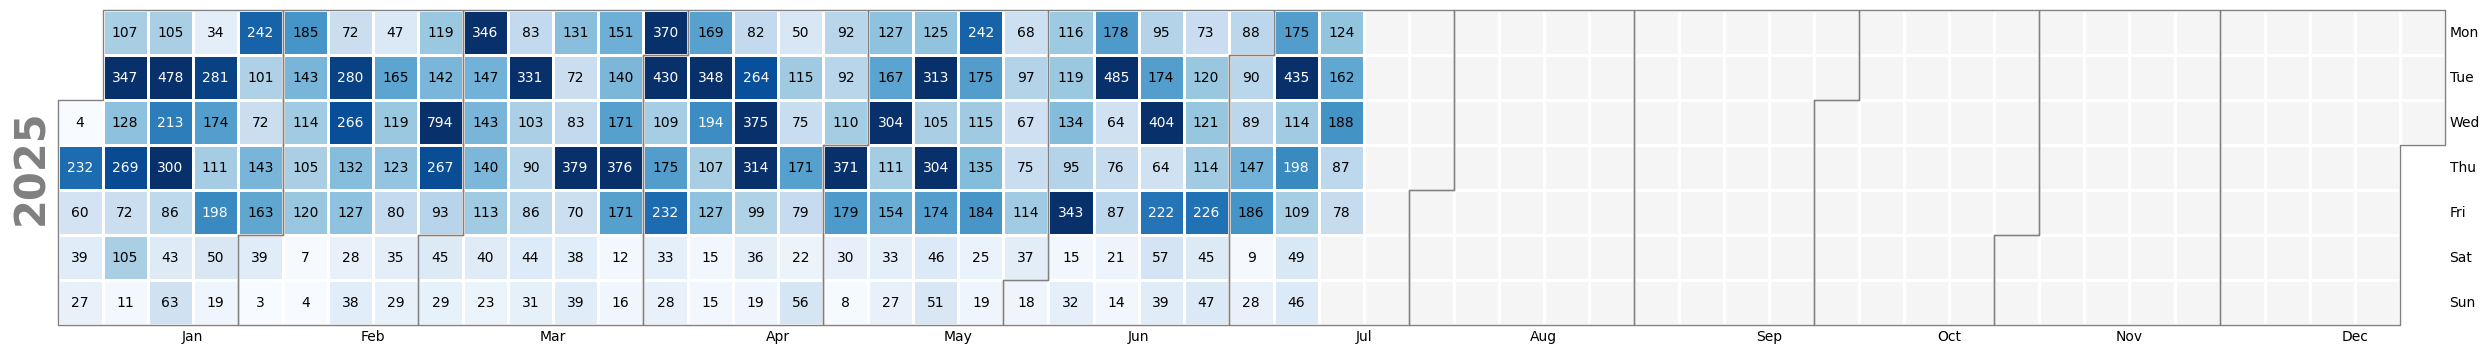 107 105 34 242 185 72 47 119 346 83 131 151 370 169 82 50 92 127 125 242 68 116 178 95 73 88 175 124 Mon
347 478 281 101 143 280 165 142 147 331 72 140 430 348 264 115 92 167 313 175 97 119 485 174 120 90 435 162 Tue
4 128 213 174 72 114 266 119 794 143 103 83 171 109 194 375 75 110 304 105 115 67 134 64 404 121 89 114 188 Wed
232 269 300 111 143 105 132 123 267 140 90 379 376 175 107 314 171 371 111 304 135 75 95 76 64 114 147 198 87 Thu
60 72 86 198 163 120 127 80 93 113 86 70 171 232 127 99 79 179 154 174 184 114 343 87 222 226 186 109 78 Fri
39 105 43 50 39 7 28 35 45 40 44 38 12 33 15 36 22 30 33 46 25 37 15 21 57 45 9 49 Sat
27 11 63 19 3 4 38 29 29 23 31 39 16 28 15 19 56 8 27 51 19 18 32 14 39 47 28 46 Sun
2025
Jan Feb Mar Apr May Jun Jul Aug Sep Oct Nov Dec